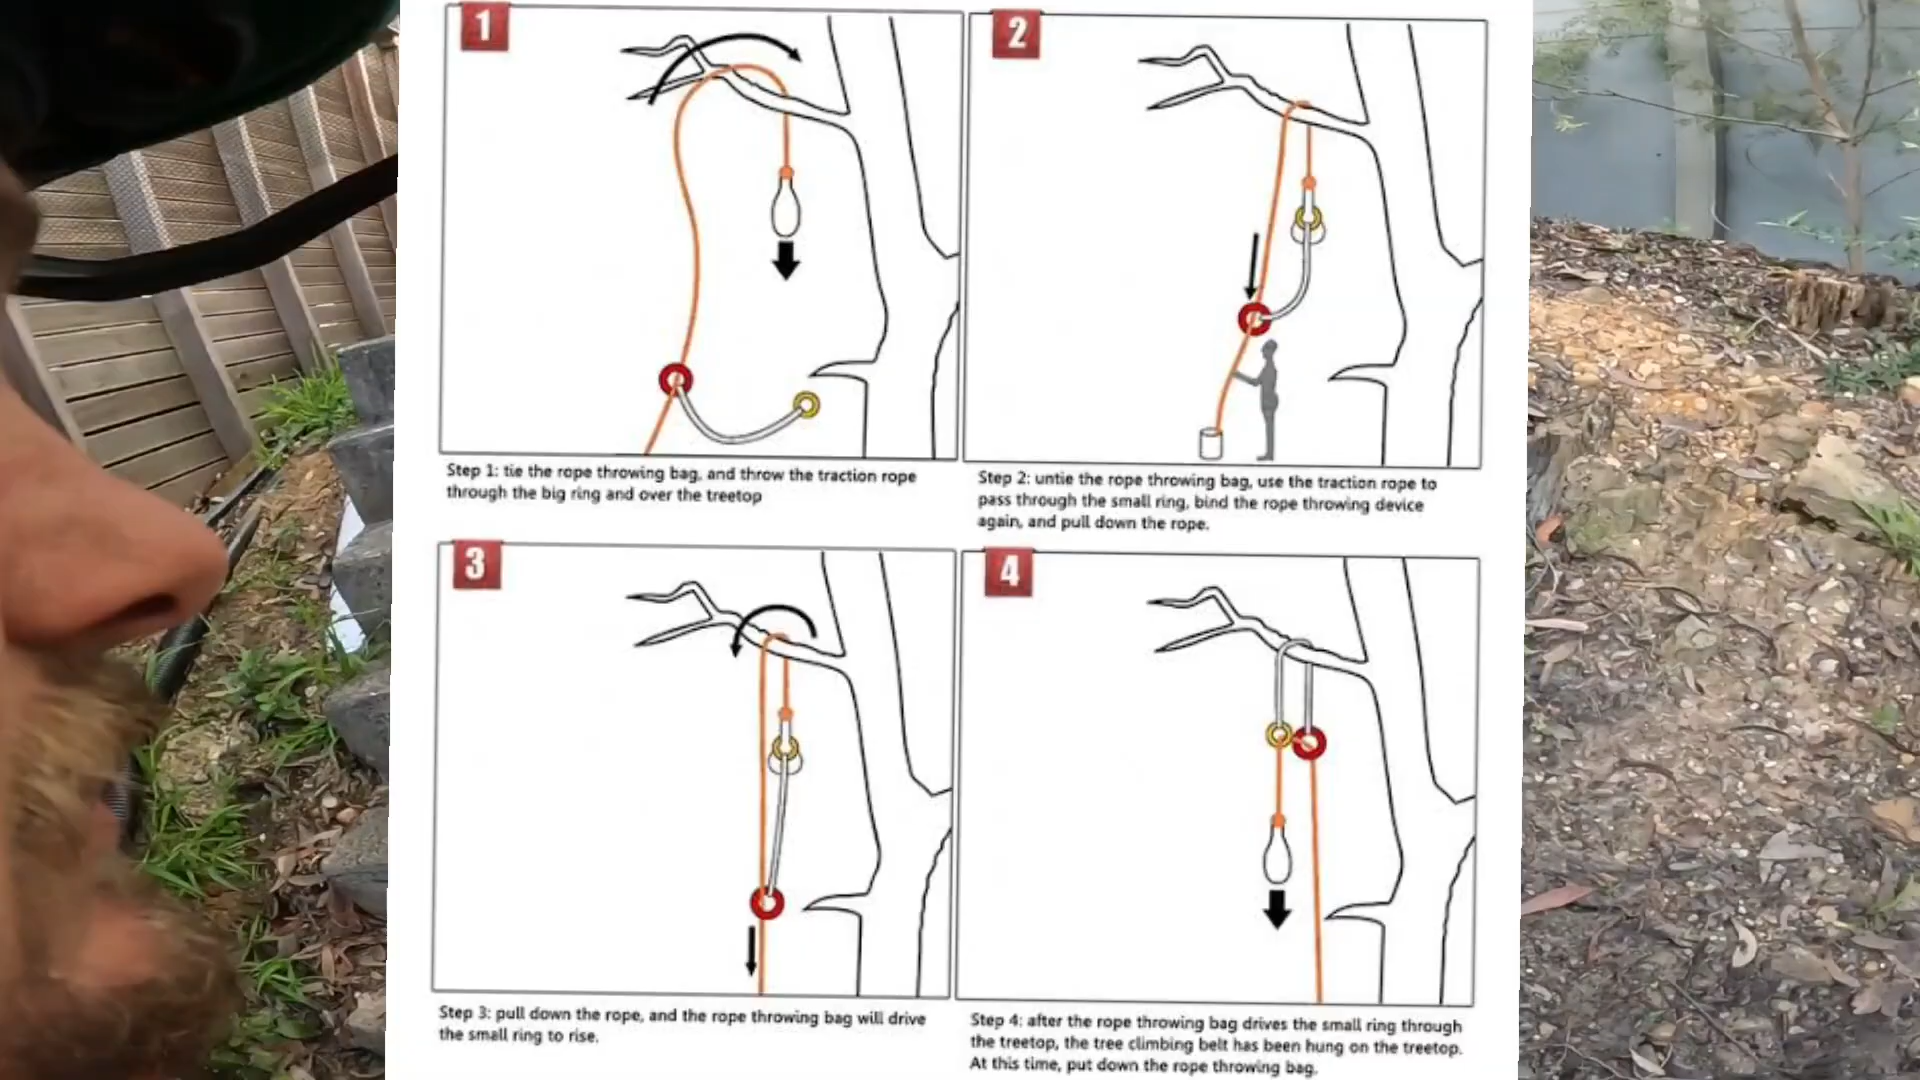 1
Step 1: tie the rope throwing bag, and throw the traction rope
through the big ring and over the treetop
2
Step 2: untie the rope throwing bag, use the traction rope to
pass through the small ring, bind the rope throwing device
again, and pull down the rope.
3
Step 3: pull down the rope, and the rope throwing bag will drive
the small ring to rise.
4
Step 4: after the rope throwing bag drives the small ring through
the treetop, the tree climbing belt has been hung on the treetop.
At this time, put down the rope throwing bag.